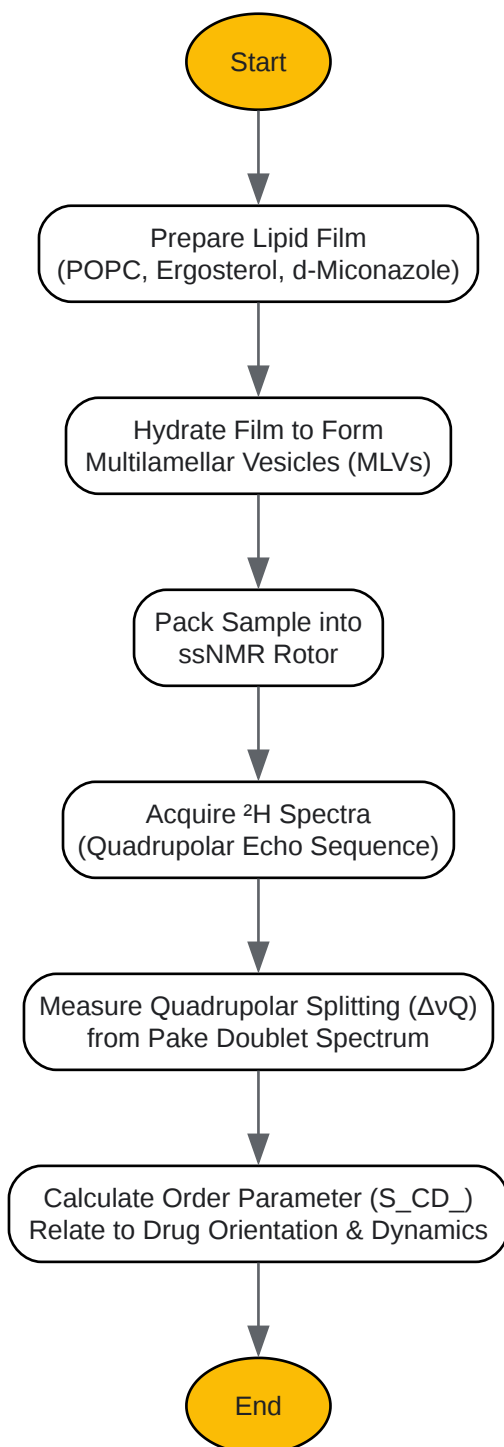 Start
Prepare Lipid Film
(POPC, Ergosterol, d-Miconazole)
Hydrate Film to Form
Multilamellar Vesicles (MLVs)
Pack Sample into
ssNMR Rotor
Acquire ²H Spectra
(Quadrupolar Echo Sequence)
Measure Quadrupolar Splitting (ΔνQ)
from Pake Doublet Spectrum
Calculate Order Parameter (S_CD_)
Relate to Drug Orientation & Dynamics
End